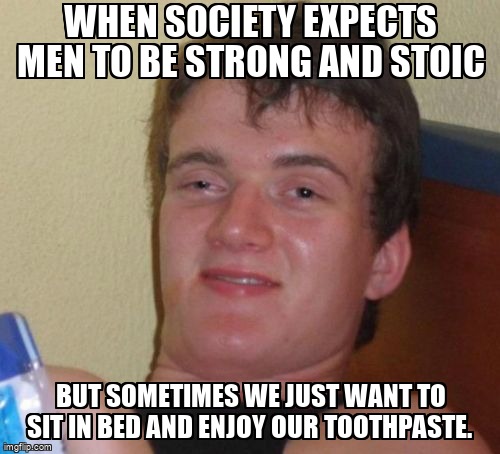 WHEN SOCIETY EXPECTS
MEN TO BE STRONG AND STOIC
BUT SOMETIMES WE JUST WANT TO
SIT IN BED AND ENJOY OUR TOOTHPASTE.
imgflip.com